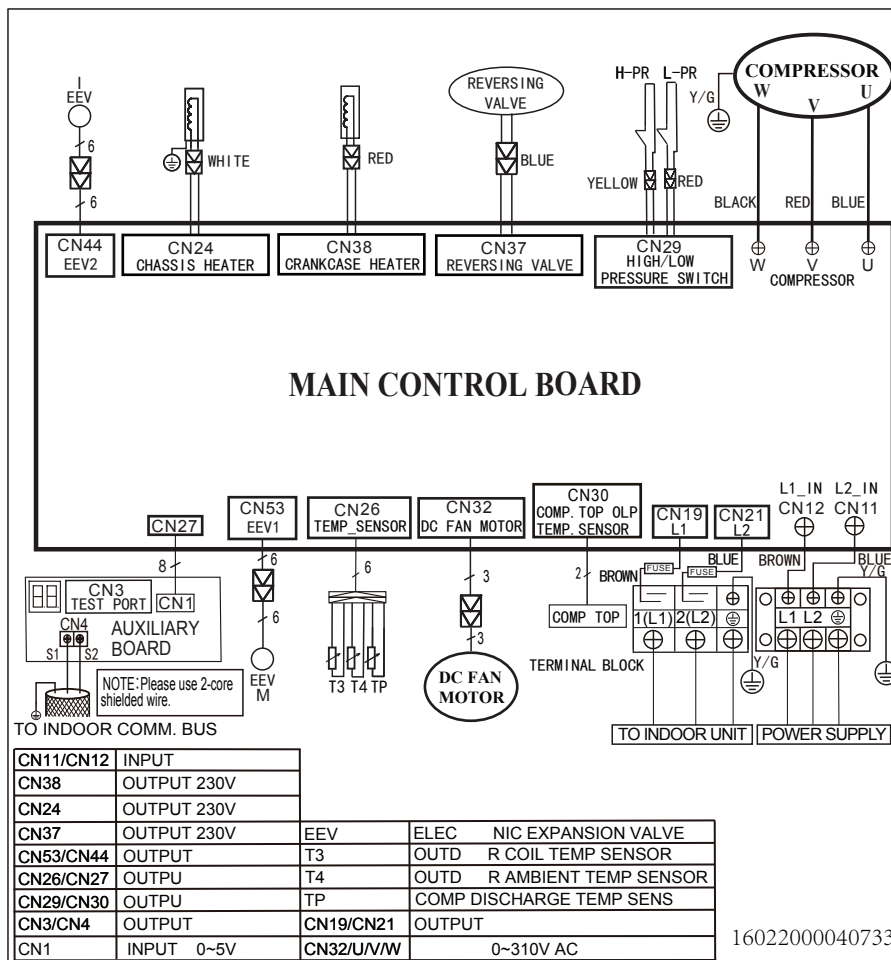 I
EEV
6
6
WHITE
RED
REVERSING
VALVE
BLUE
H-PR L-PR
YELLOW
RED
Y/G
COMPRESSOR
W
V
U
BLACK
RED
BLUE
CN44
EEV2
CN24
CHASSIS HEATER
CN38
CRANKCASE HEATER
CN37
REVERSING VALVE
CN29
HIGH/LOW
PRESSURE SWITCH
W
V
U
COMPRESSOR
MAIN CONTROL BOARD
CN27
CN53
EEV1
CN26
TEMP_SENSOR
CN32
DC FAN MOTOR
CN30
COMP. TOP OLP
TEMP. SENSOR
CN19
L1
CN21
L2
L1_IN
CN12
L2_IN
CN11
8
6
6
EEV
M
6
T3 T4 TP
3
3
DC FAN
MOTOR
2
COMP TOP
BROWN
FUSE
BLUE
FUSE
BROWN
BLUE
Y/G
1(L1) 2(L2)
L1 L2
Y/G
TERMINAL BLOCK
TO INDOOR UNIT
POWER SUPPLY
CN3
TEST PORT
CN1
CN4
S1 S2
AUXILIARY
BOARD
NOTE:Please use 2-core
shielded wire.
TO INDOOR COMM. BUS
CN11/CN12 INPUT
CN38 OUTPUT 230V
CN24 OUTPUT 230V
CN37 OUTPUT 230V EEV ELEC NIC EXPANSION VALVE
CN53/CN44 OUTPUT T3 OUTD R COIL TEMP SENSOR
CN26/CN27 OUTPU T4 OUTD R AMBIENT TEMP SENSOR
CN29/CN30 OUTPU TP COMP DISCHARGE TEMP SENS
CN3/CN4 OUTPUT CN19/CN21 OUTPUT
CN1 INPUT 0~5V CN32/U/V/W 0~310V AC
16022000040733